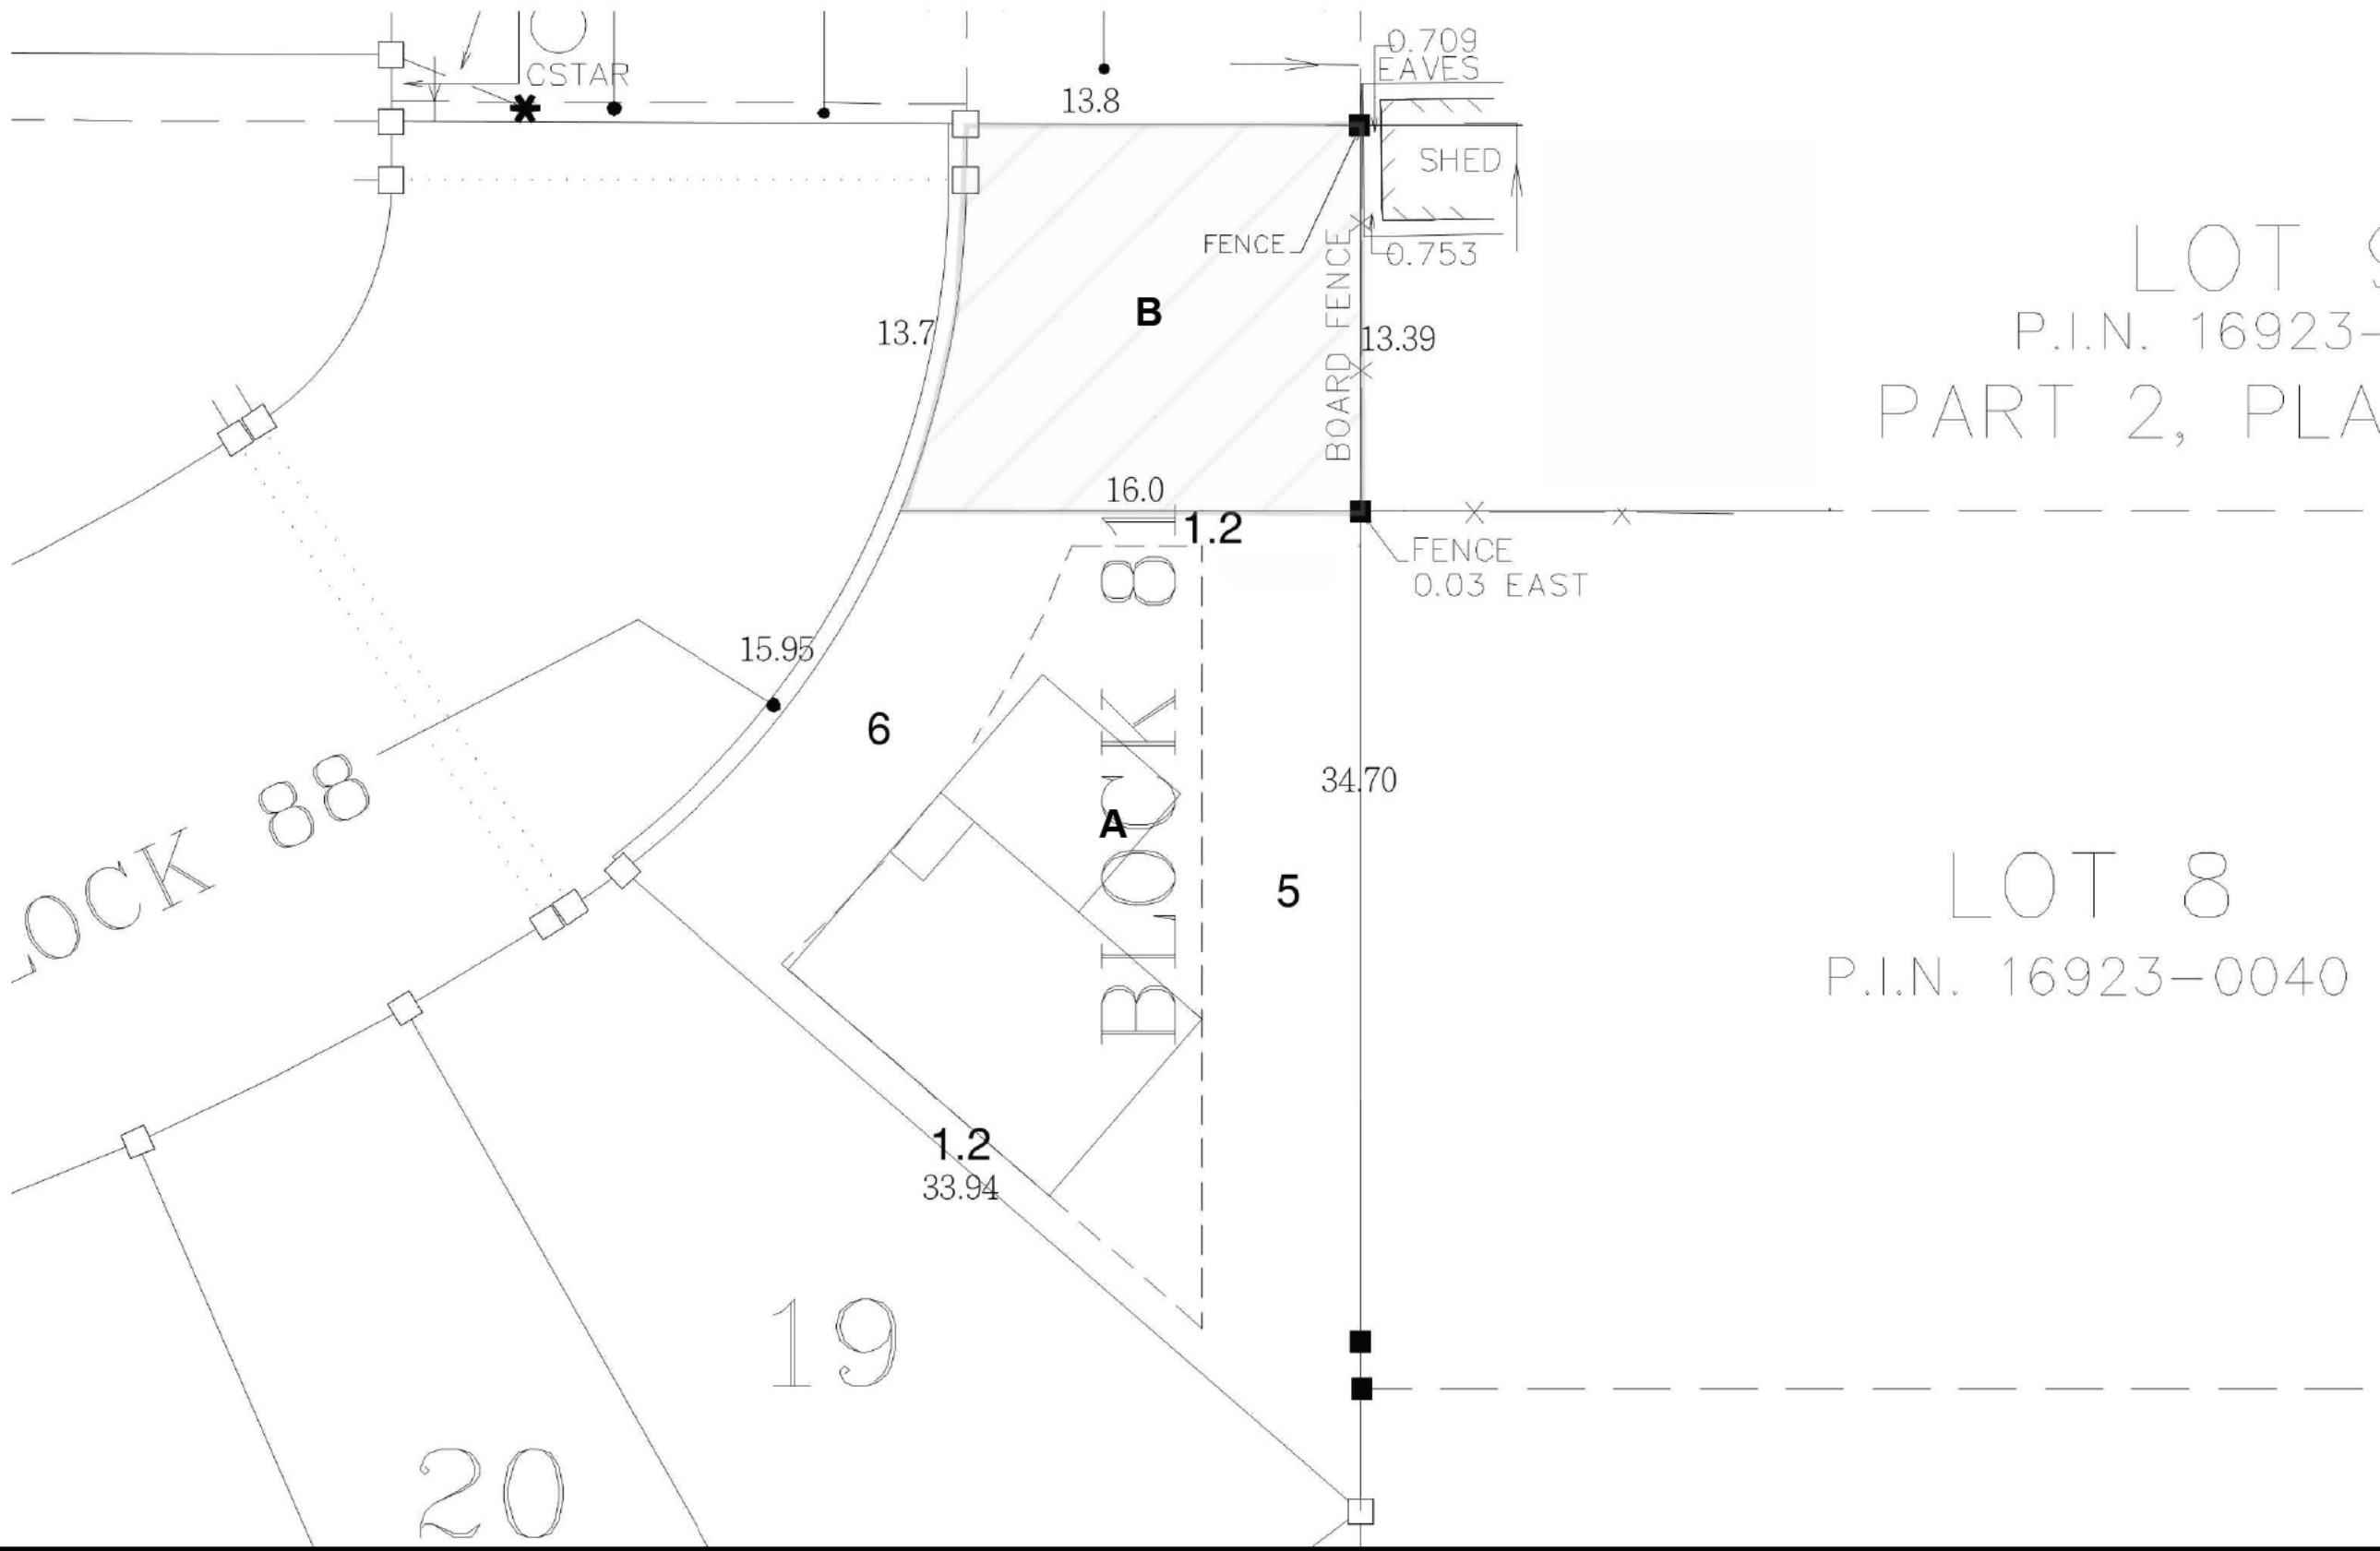 0.709
EAVES
CSTAR
13.8
SHED
FENCE
0.753
LOT
P.I.N. 16923-
PART 2, PLA
B
13.7
BOARD FENCE
13.39
16.0
1.2
FENCE
0.03 EAST
15.95
6
BLOCK 81
34.70
A
5
LOT 8
P.I.N. 16923-0040
LOCK 88
1.2
33.94
19
20